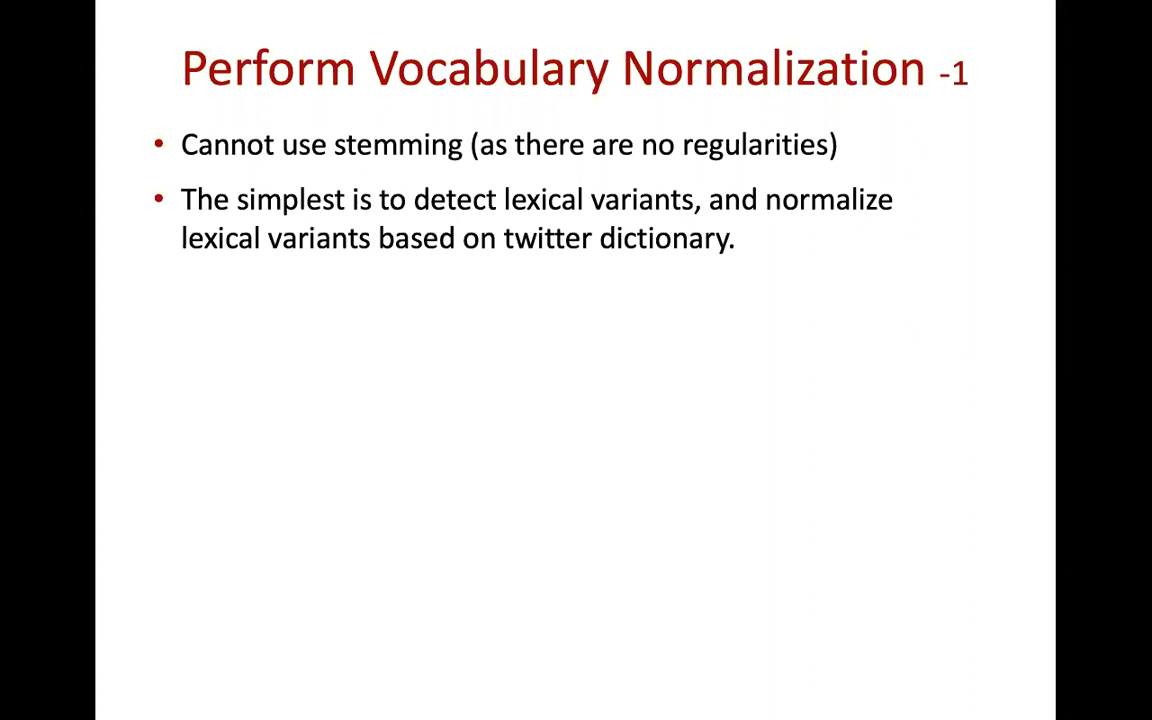 Perform Vocabulary Normalization -1
• Cannot use stemming (as there are no regularities)
• The simplest is to detect lexical variants, and normalize
lexical variants based on twitter dictionary.